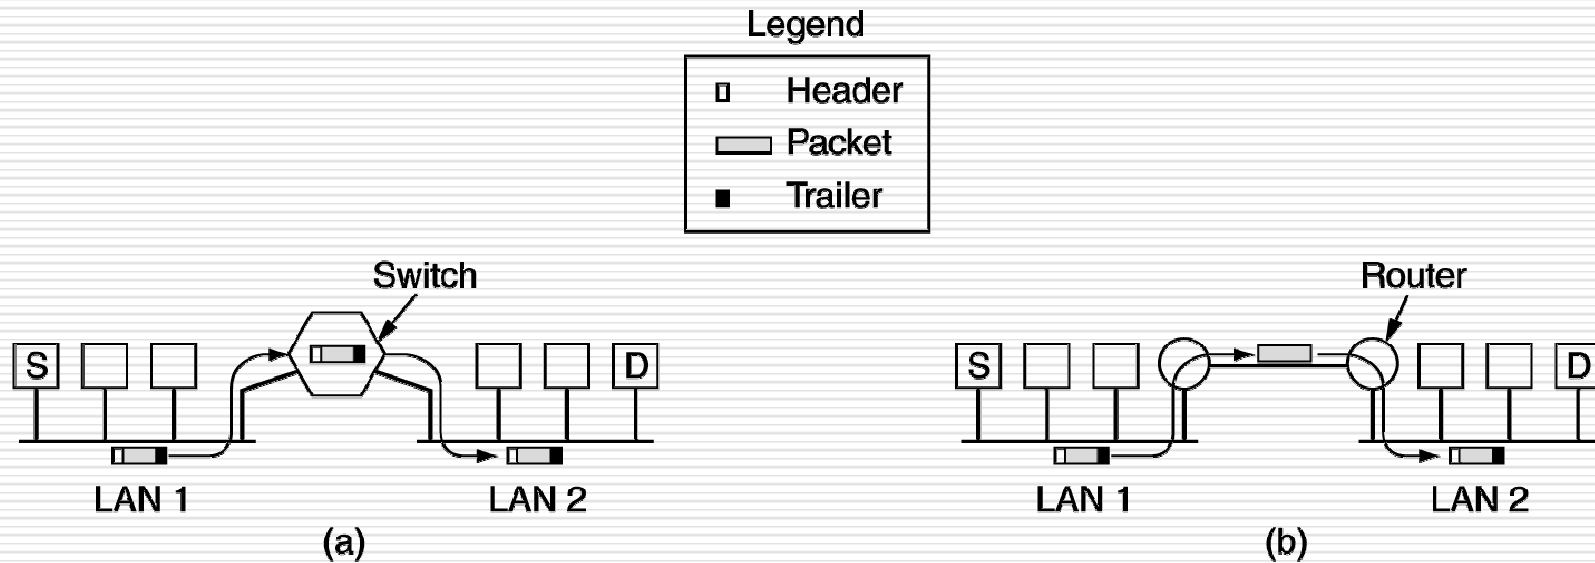 Legend
Header
Packet
Trailer
Switch
S
D
LAN 1
LAN 2
(a)
Router
S
D
LAN 1
LAN 2
(b)